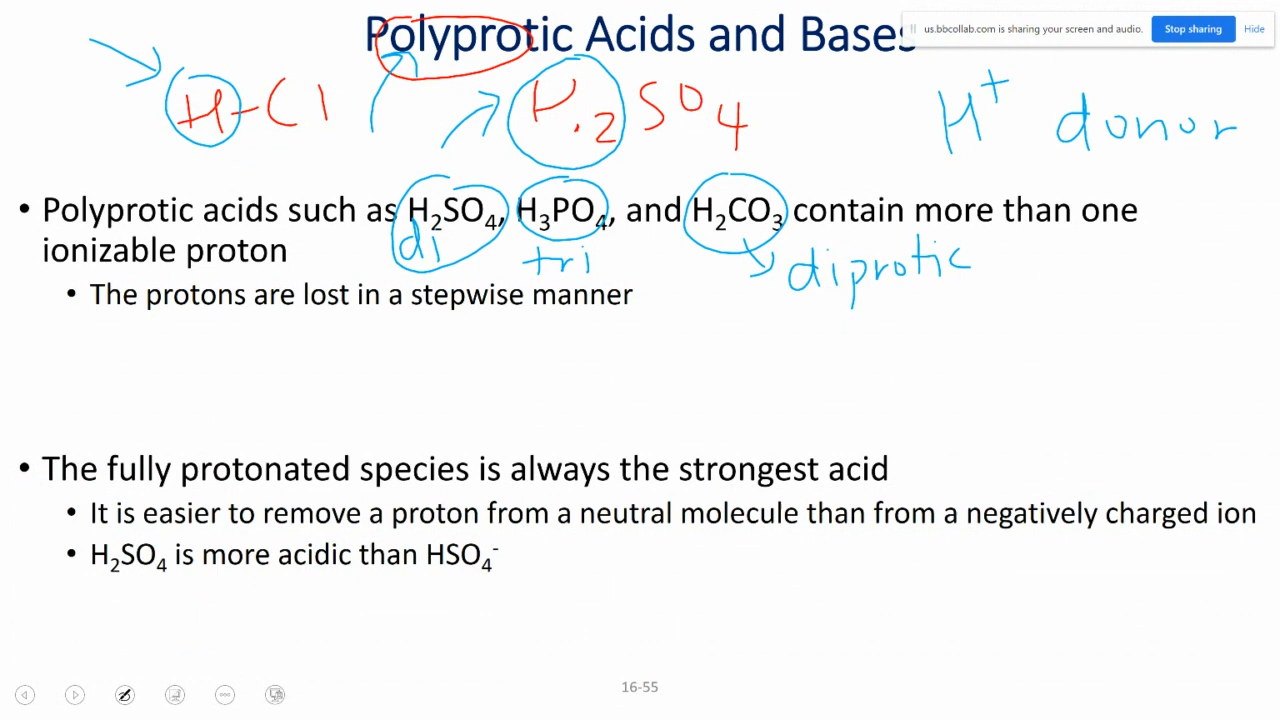 Polyprotic Acids and Bases
us.bbcollab.com is sharing your screen and audio. Stop sharing Hide
H-Cl H.2SO4 H+ donor
• Polyprotic acids such as H2SO4, H3PO4, and H2CO3 contain more than one
di tri diprotic
ionizable proton
• The protons are lost in a stepwise manner
• The fully protonated species is always the strongest acid
• It is easier to remove a proton from a neutral molecule than from a negatively charged ion
• H2SO4 is more acidic than HSO4-
16-55